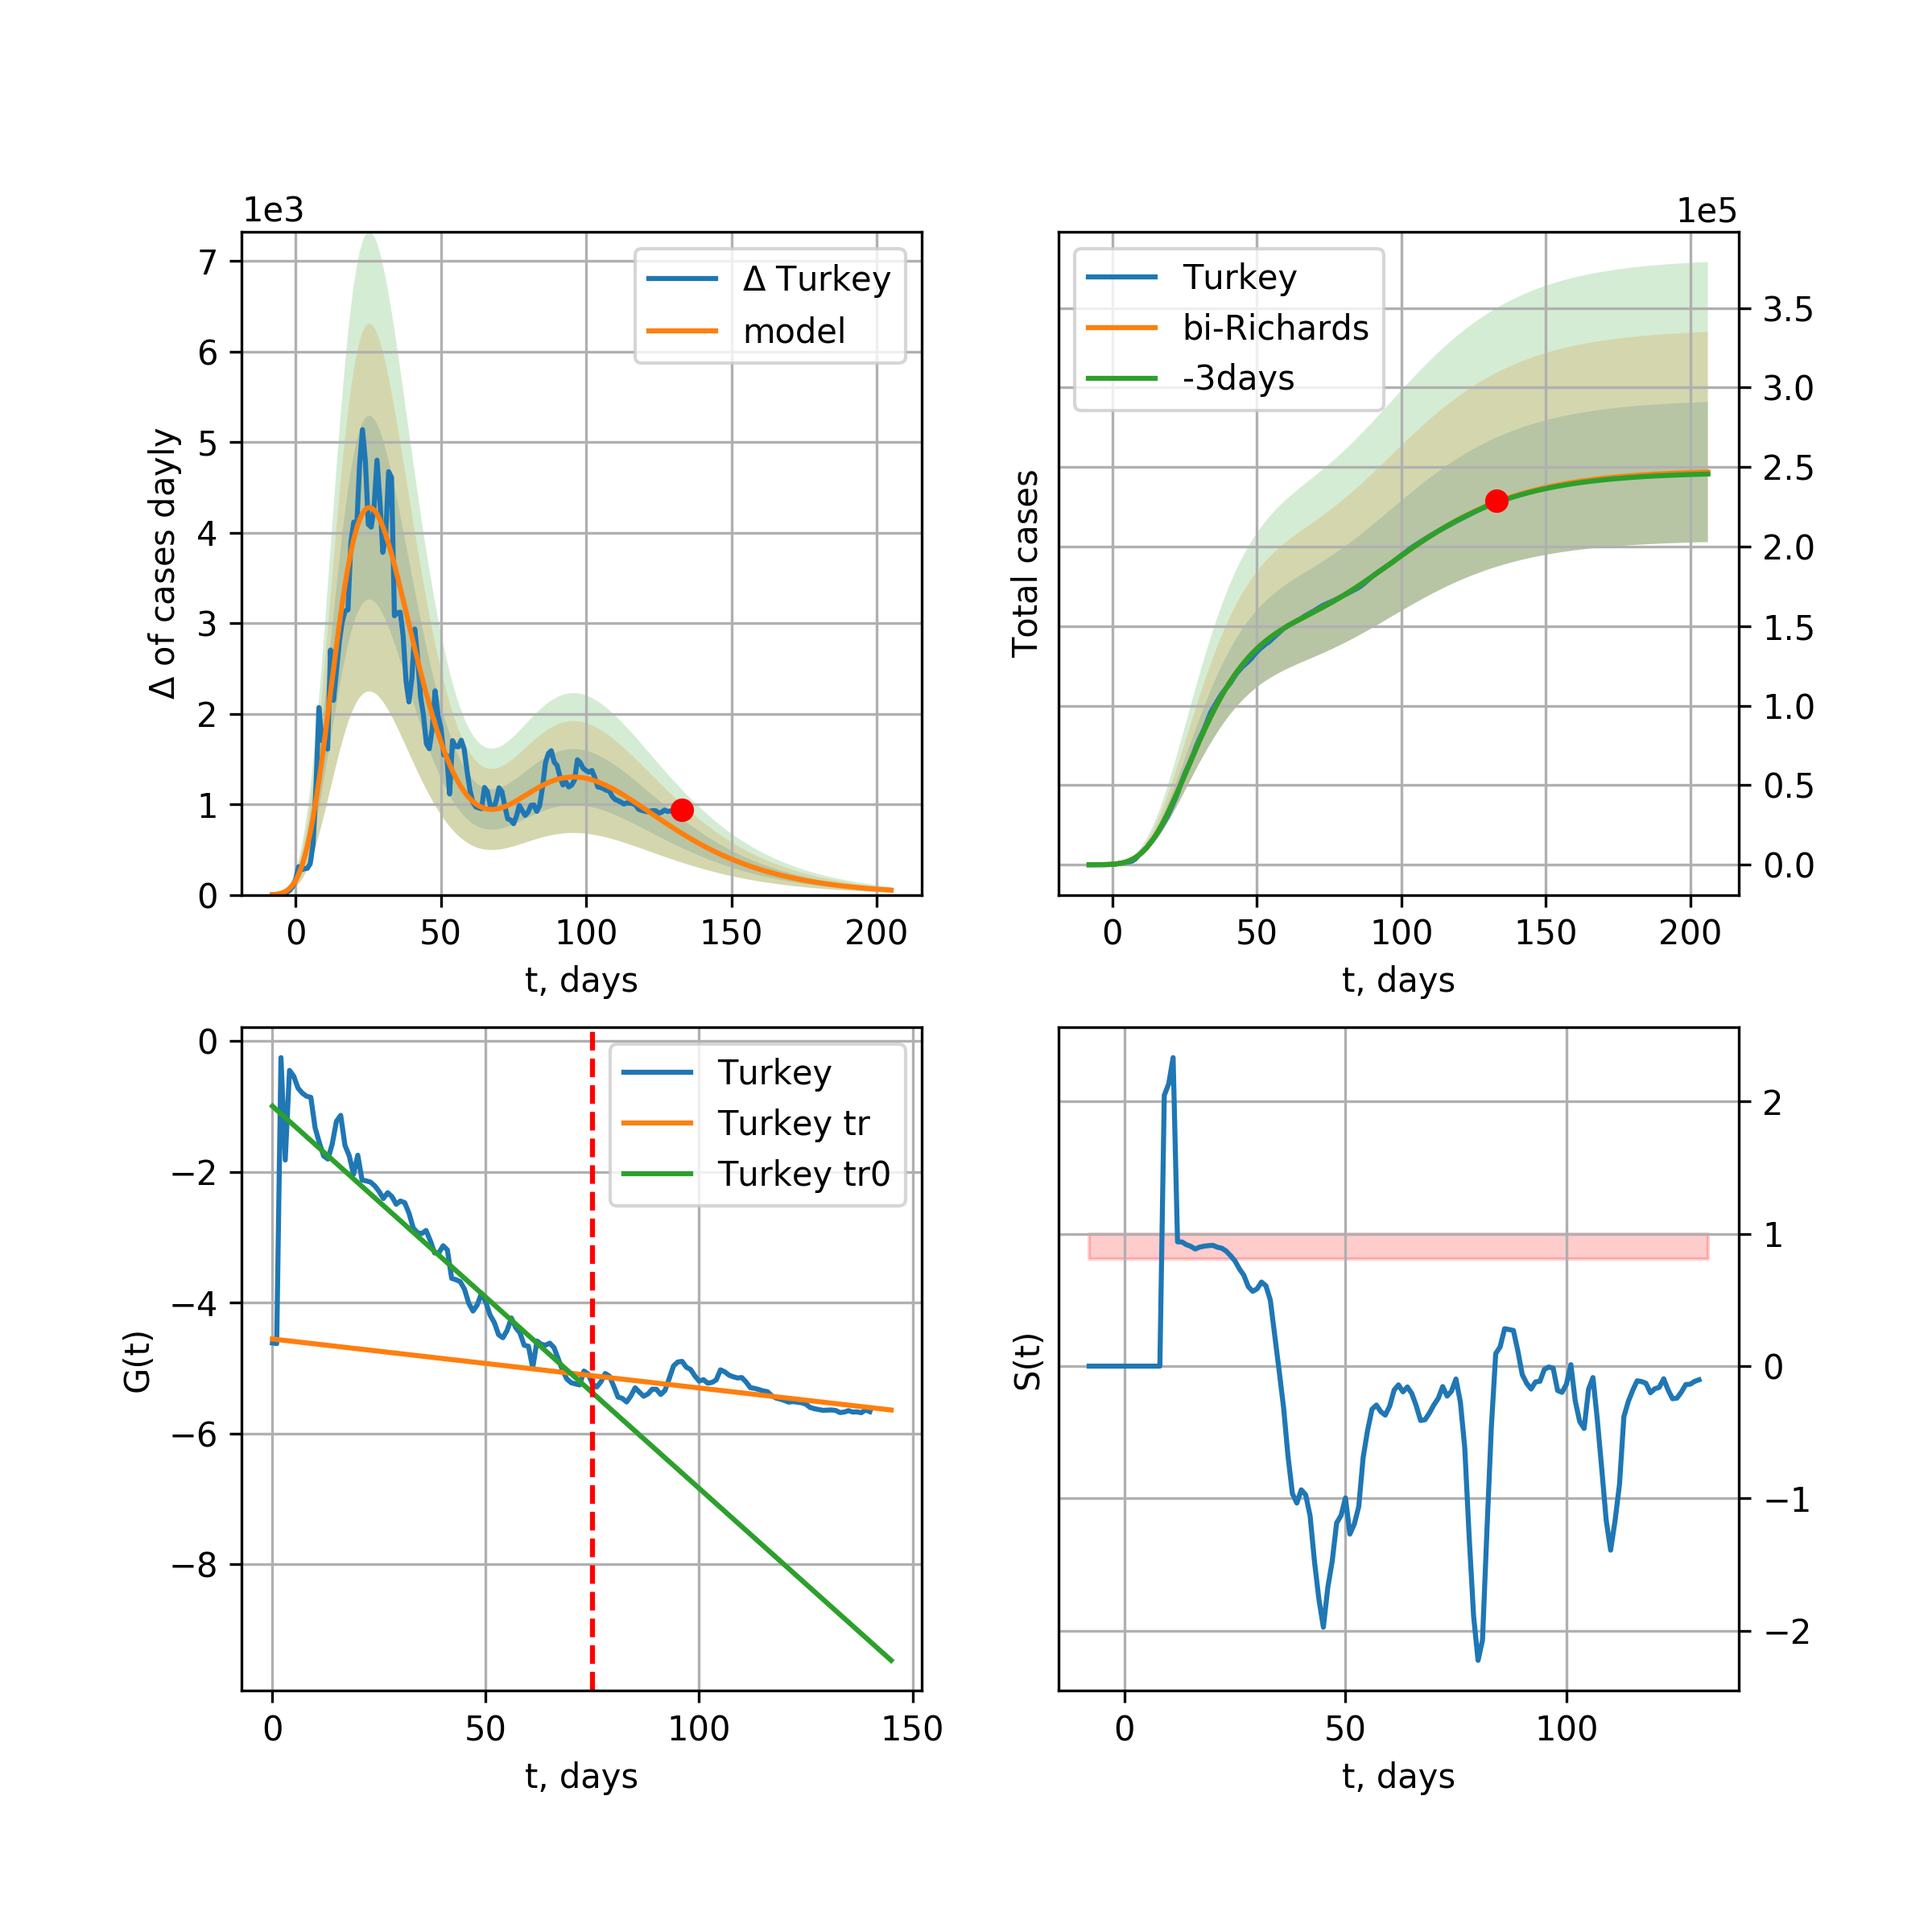 1e3
7
6
5
4
3
2
1
0
Δ of cases dayly
Δ Turkey
model
0 50 100 150 200
t, days
1e5
Turkey
bi-Richards
-3days
3.5
3.0
2.5
2.0
1.5
1.0
0.5
0.0
Total cases
0 50 100 150 200
t, days
0
−2
−4
−6
−8
G(t)
Turkey
Turkey tr
Turkey tr0
0 50 100 150
t, days
2
1
0
−1
−2
S(t)
0 50 100
t, days